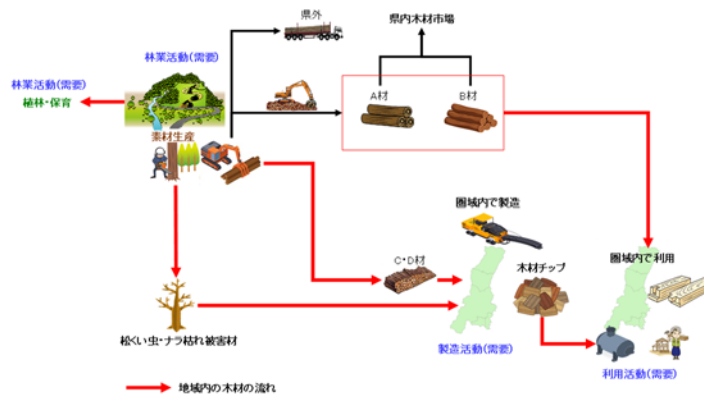 県外
県内木材市場
林業活動(需要)
林業活動(需要)
植林・保育
A材
B材
素材生産
圏域内で製造
C・D材
木材チップ
圏域内で利用
松くい虫・ナラ枯れ被害材
製造活動(需要)
利用活動(需要)
地域内の木材の流れ